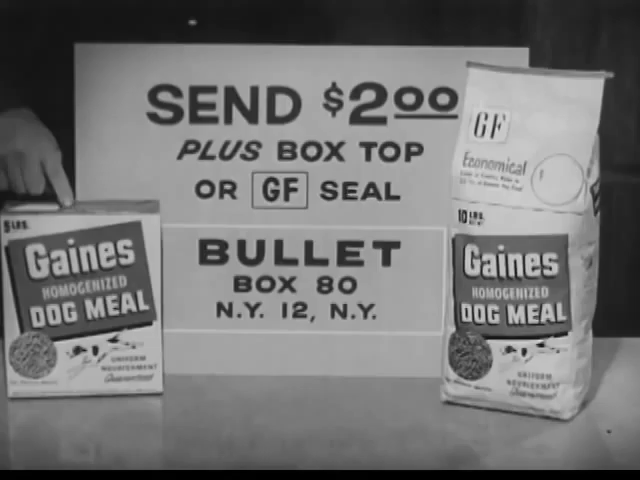 SEND $2.00
PLUS BOX TOP
OR GF SEAL
BULLET
BOX 80
N.Y. 12, N.Y.
5 LBS.
Gaines
HOMOGENIZED
DOG MEAL
UNIFORM
NOURISHMENT
Guaranteed
GF
Economical
10 LBS.
Gaines
HOMOGENIZED
DOG MEAL
UNIFORM
NOURISHMENT
Guaranteed